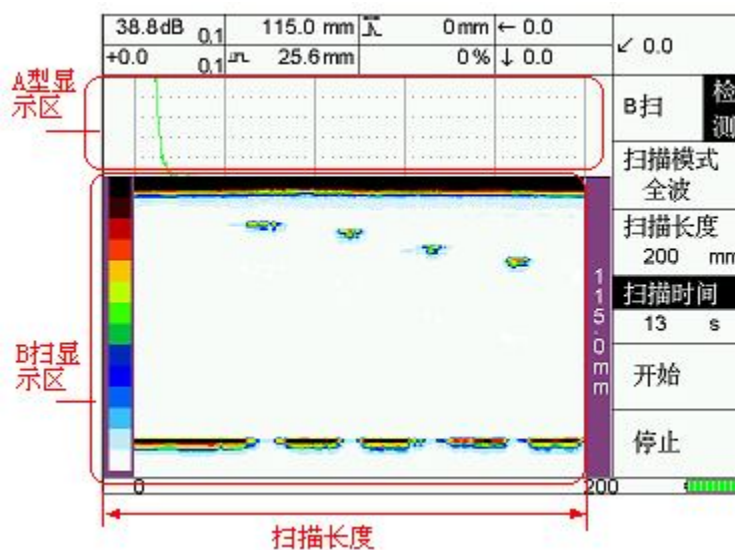 38.8dB 0.1 115.0 mm 0mm ← 0.0
↙ 0.0
+0.0 0.1 25.6mm 0% ↓ 0.0
A型显
示区
B扫
检
测
扫描模式
全波
扫描长度
200 mm
扫描时间
13 s
开始
停止
115.0mm
B扫显
示区
0 200
扫描长度